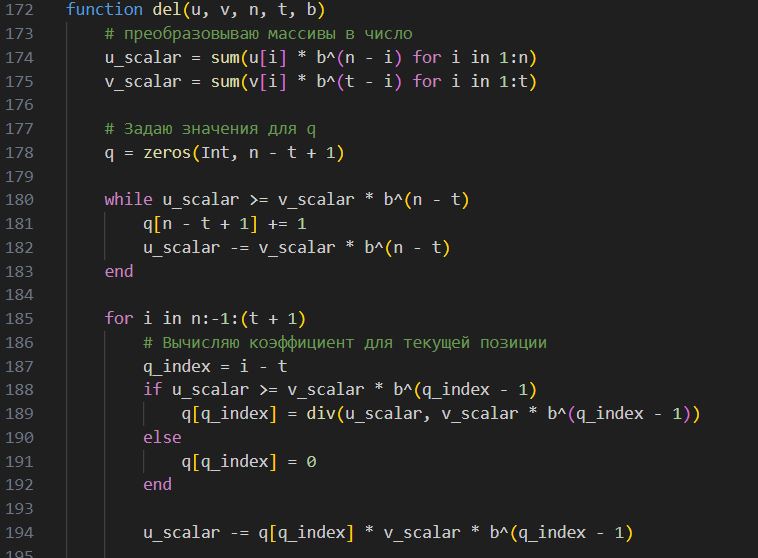 172 function del(u, v, n, t, b)
173     # преобразовываю массивы в число
174     u_scalar = sum(u[i] * b^(n - i) for i in 1:n)
175     v_scalar = sum(v[i] * b^(t - i) for i in 1:t)
176
177     # Задаю значения для q
178     q = zeros(Int, n - t + 1)
179
180     while u_scalar >= v_scalar * b^(n - t)
181         q[n - t + 1] += 1
182         u_scalar -= v_scalar * b^(n - t)
183     end
184
185     for i in n:-1:(t + 1)
186         # Вычисляю коэффициент для текущей позиции
187         q_index = i - t
188         if u_scalar >= v_scalar * b^(q_index - 1)
189             q[q_index] = div(u_scalar, v_scalar * b^(q_index - 1))
190         else
191             q[q_index] = 0
192         end
193
194         u_scalar -= q[q_index] * v_scalar * b^(q_index - 1)
195